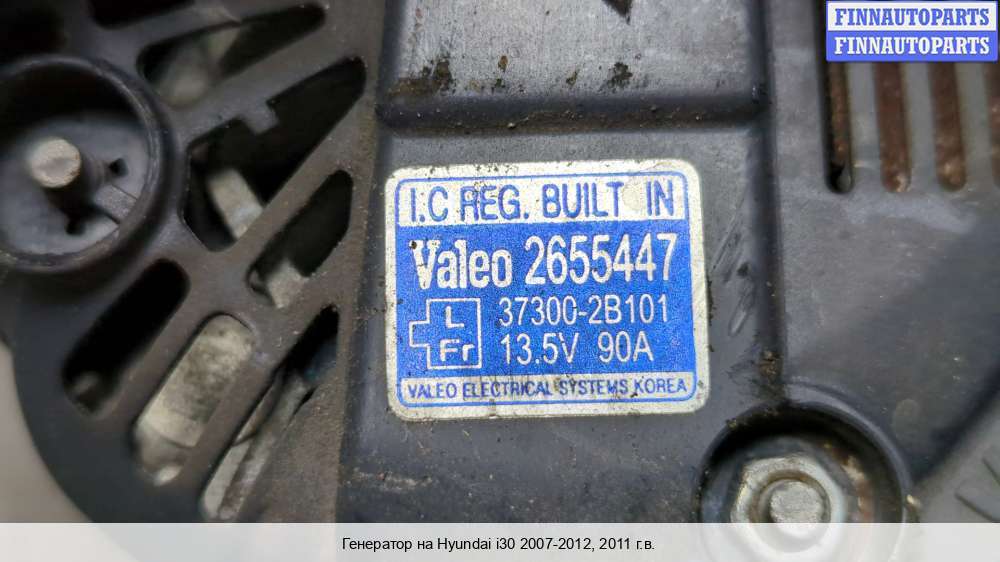 FINNAUTOPARTS
FINNAUTOPARTS
I.C REG. BUILT IN
Valeo 2655447
L
Fr
37300-2B101
13.5V 90A
VALEO ELECTRICAL SYSTEMS KOREA
Генератор на Hyundai i30 2007-2012, 2011 г.в.